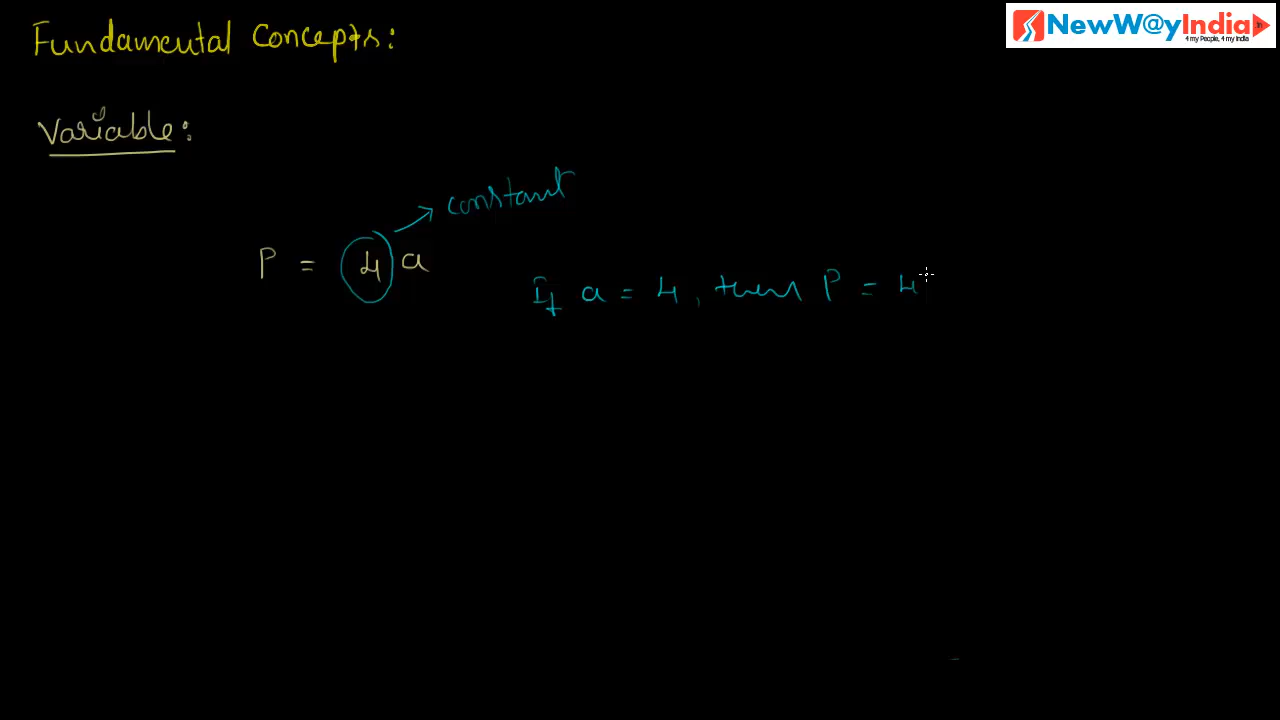 Fundamental Concepts:
NewW@yIndia
4 my People, 4 my India
Variable:
constant
P = 4 a
If a = 4, then P = 4